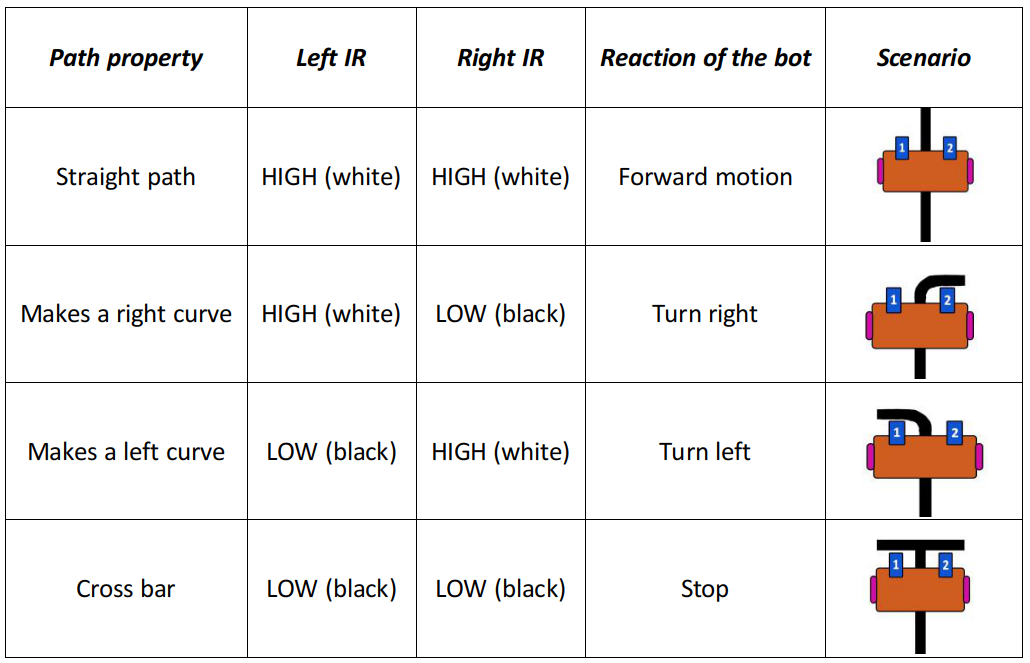 Path property Left IR Right IR Reaction of the bot Scenario
Straight path HIGH (white) HIGH (white) Forward motion 1 2
Makes a right curve HIGH (white) LOW (black) Turn right 1 2
Makes a left curve LOW (black) HIGH (white) Turn left 1 2
Cross bar LOW (black) LOW (black) Stop 1 2